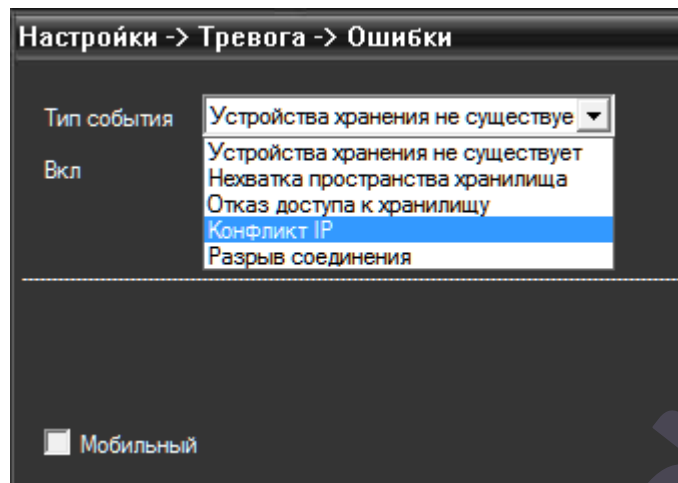 Настройки -> Тревога -> Ошибки
Тип события
Устройства хранения не существуе
Вкл
Устройства хранения не существует
Нехватка пространства хранилища
Отказ доступа к хранилищу
Конфликт IP
Разрыв соединения
Мобильный